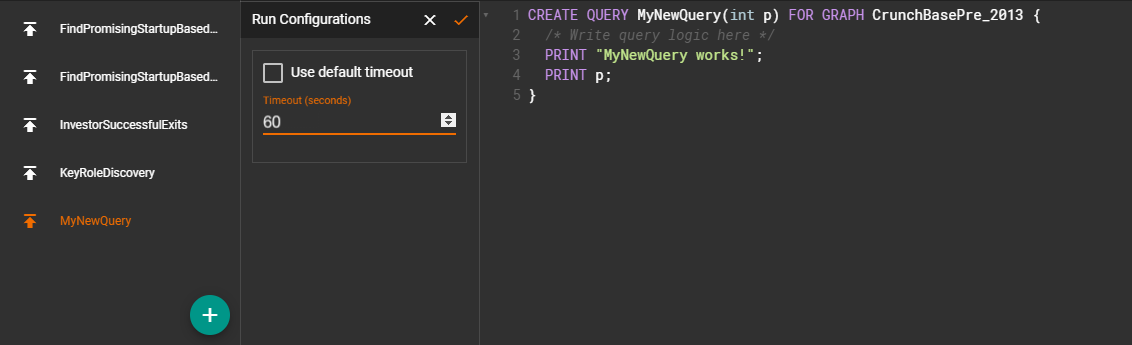 FindPromisingStartupBased...
FindPromisingStartupBased...
InvestorSuccessfulExits
KeyRoleDiscovery
MyNewQuery
Run Configurations
Use default timeout
Timeout (seconds)
60
1 CREATE QUERY MyNewQuery(int p) FOR GRAPH CrunchBasePre_2013 {
2 /* Write query logic here */
3 PRINT "MyNewQuery works!";
4 PRINT p;
5 }